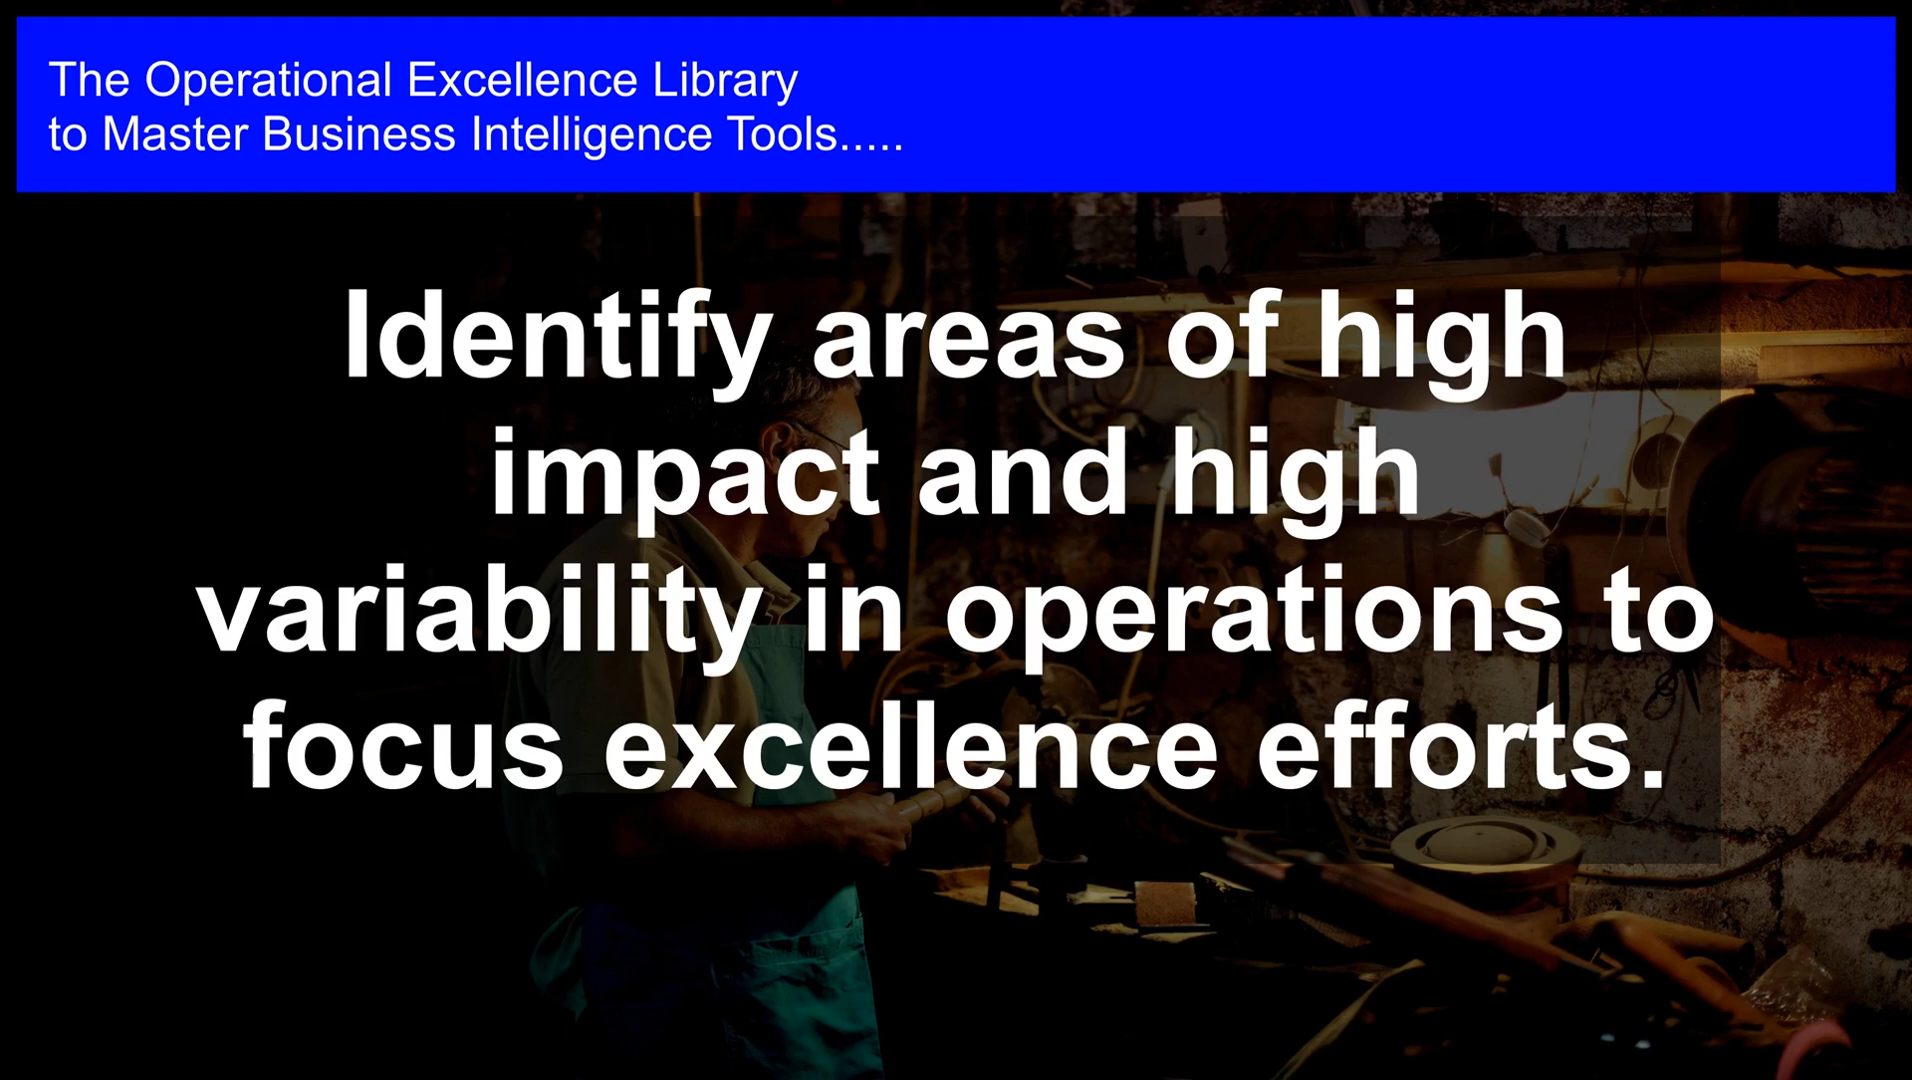 The Operational Excellence Library
to Master Business Intelligence Tools.....
Identify areas of high
impact and high
variability in operations to
focus excellence efforts.